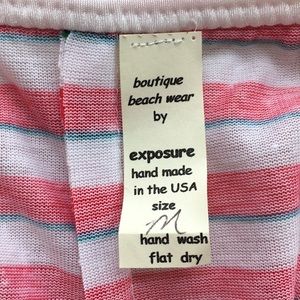 boutique
beach wear
by
exposure
hand made
in the USA
size
M
hand wash
flat dry